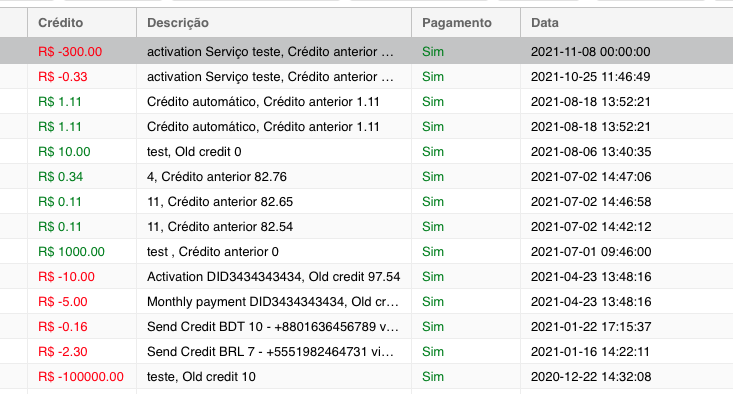 Crédito Descrição Pagamento Data
R$ -300.00 activation Serviço teste, Crédito anterior ... Sim 2021-11-08 00:00:00
R$ -0.33 activation Serviço teste, Crédito anterior ... Sim 2021-10-25 11:46:49
R$ 1.11 Crédito automático, Crédito anterior 1.11 Sim 2021-08-18 13:52:21
R$ 1.11 Crédito automático, Crédito anterior 1.11 Sim 2021-08-18 13:52:21
R$ 10.00 test, Old credit 0 Sim 2021-08-06 13:40:35
R$ 0.34 4, Crédito anterior 82.76 Sim 2021-07-02 14:47:06
R$ 0.11 11, Crédito anterior 82.65 Sim 2021-07-02 14:46:58
R$ 0.11 11, Crédito anterior 82.54 Sim 2021-07-02 14:42:12
R$ 1000.00 test , Crédito anterior 0 Sim 2021-07-01 09:46:00
R$ -10.00 Activation DID3434343434, Old credit 97.54 Sim 2021-04-23 13:48:16
R$ -5.00 Monthly payment DID3434343434, Old cr... Sim 2021-04-23 13:48:16
R$ -0.16 Send Credit BDT 10 - +8801636456789 v... Sim 2021-01-22 17:15:37
R$ -2.30 Send Credit BRL 7 - +5551982464731 vi... Sim 2021-01-16 14:22:11
R$ -100000.00 teste, Old credit 10 Sim 2020-12-22 14:32:08